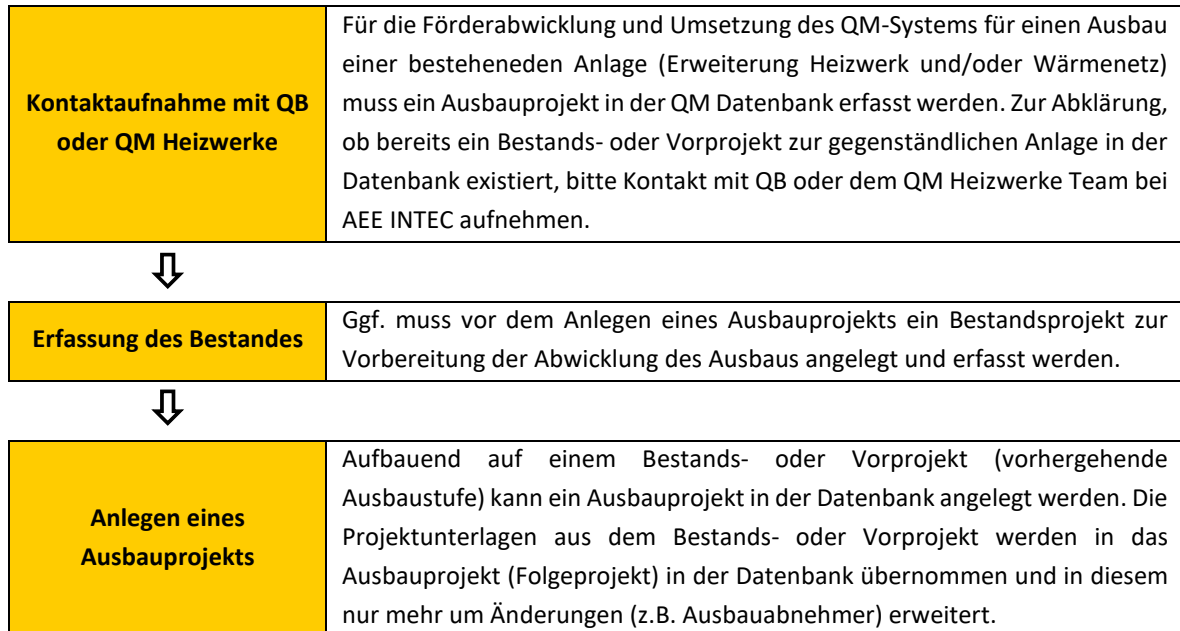 Kontaktaufnahme mit QB
oder QM Heizwerke
Für die Förderabwicklung und Umsetzung des QM-Systems für einen Ausbau
einer besteheneden Anlage (Erweiterung Heizwerk und/oder Wärmenetz)
muss ein Ausbauprojekt in der QM Datenbank erfasst werden. Zur Abklärung,
ob bereits ein Bestands- oder Vorprojekt zur gegenständlichen Anlage in der
Datenbank existiert, bitte Kontakt mit QB oder dem QM Heizwerke Team bei
AEE INTEC aufnehmen.
Erfassung des Bestandes
Ggf. muss vor dem Anlegen eines Ausbauprojekts ein Bestandsprojekt zur
Vorbereitung der Abwicklung des Ausbaus angelegt und erfasst werden.
Anlegen eines
Ausbauprojekts
Aufbauend auf einem Bestands- oder Vorprojekt (vorhergehende
Ausbaustufe) kann ein Ausbauprojekt in der Datenbank angelegt werden. Die
Projektunterlagen aus dem Bestands- oder Vorprojekt werden in das
Ausbauprojekt (Folgeprojekt) in der Datenbank übernommen und in diesem
nur mehr um Änderungen (z.B. Ausbauabnehmer) erweitert.